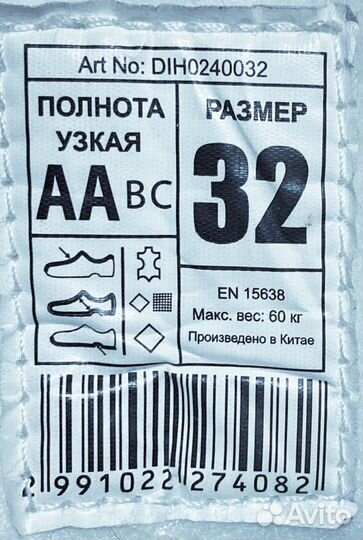 Art No: DIH0240032
ПОЛНОТА
УЗКАЯ
AA BC
РАЗМЕР
32
EN 15638
Макс. вес: 60 кг
Произведено в Китае
2 991022 274082
Avito